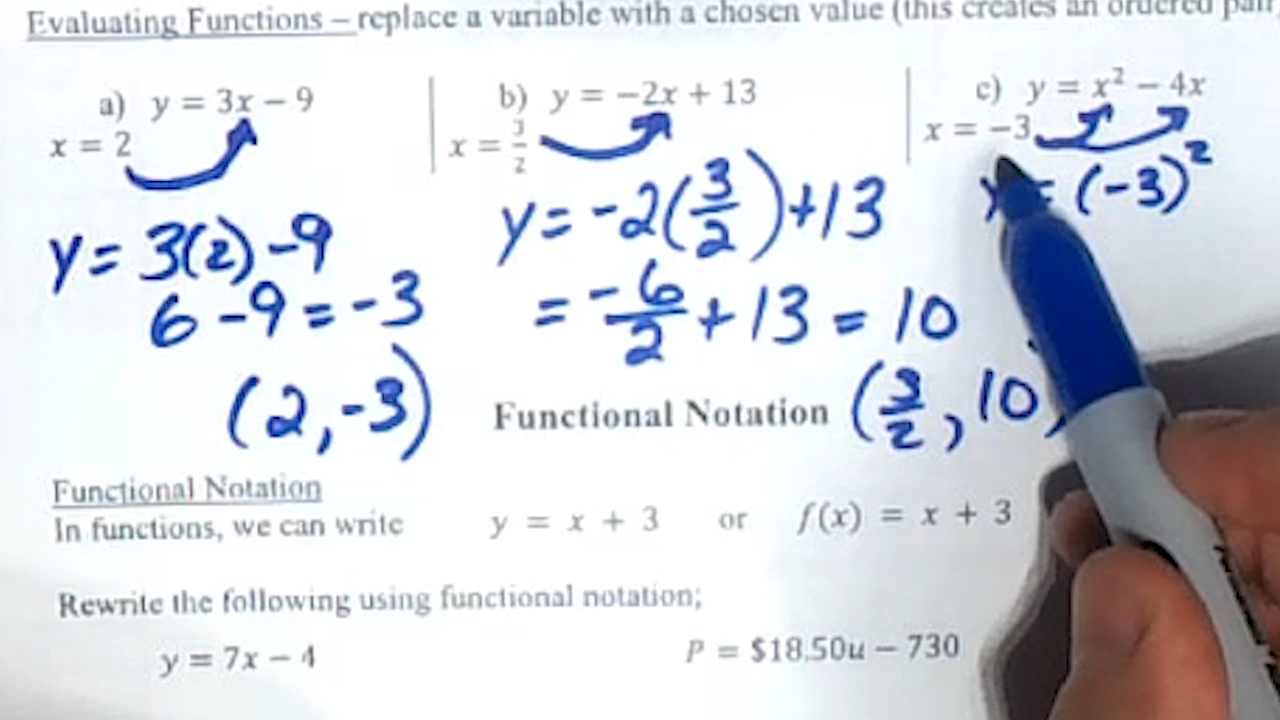 Evaluating Functions – replace a variable with a chosen value (this creates an ordered pair
a) y = 3x − 9
x = 2
y = 3(2) -9
6 -9 = -3
(2, -3)
b) y = −2x + 13
x = 3/2
y = -2(3/2) +13
= -6/2 + 13 = 10
(3/2, 10)
c) y = x² − 4x
x = −3
y = (-3)²
Functional Notation
Functional Notation
In functions, we can write y = x + 3 or f(x) = x + 3
Rewrite the following using functional notation;
y = 7x − 4
P = $18.50u − 730